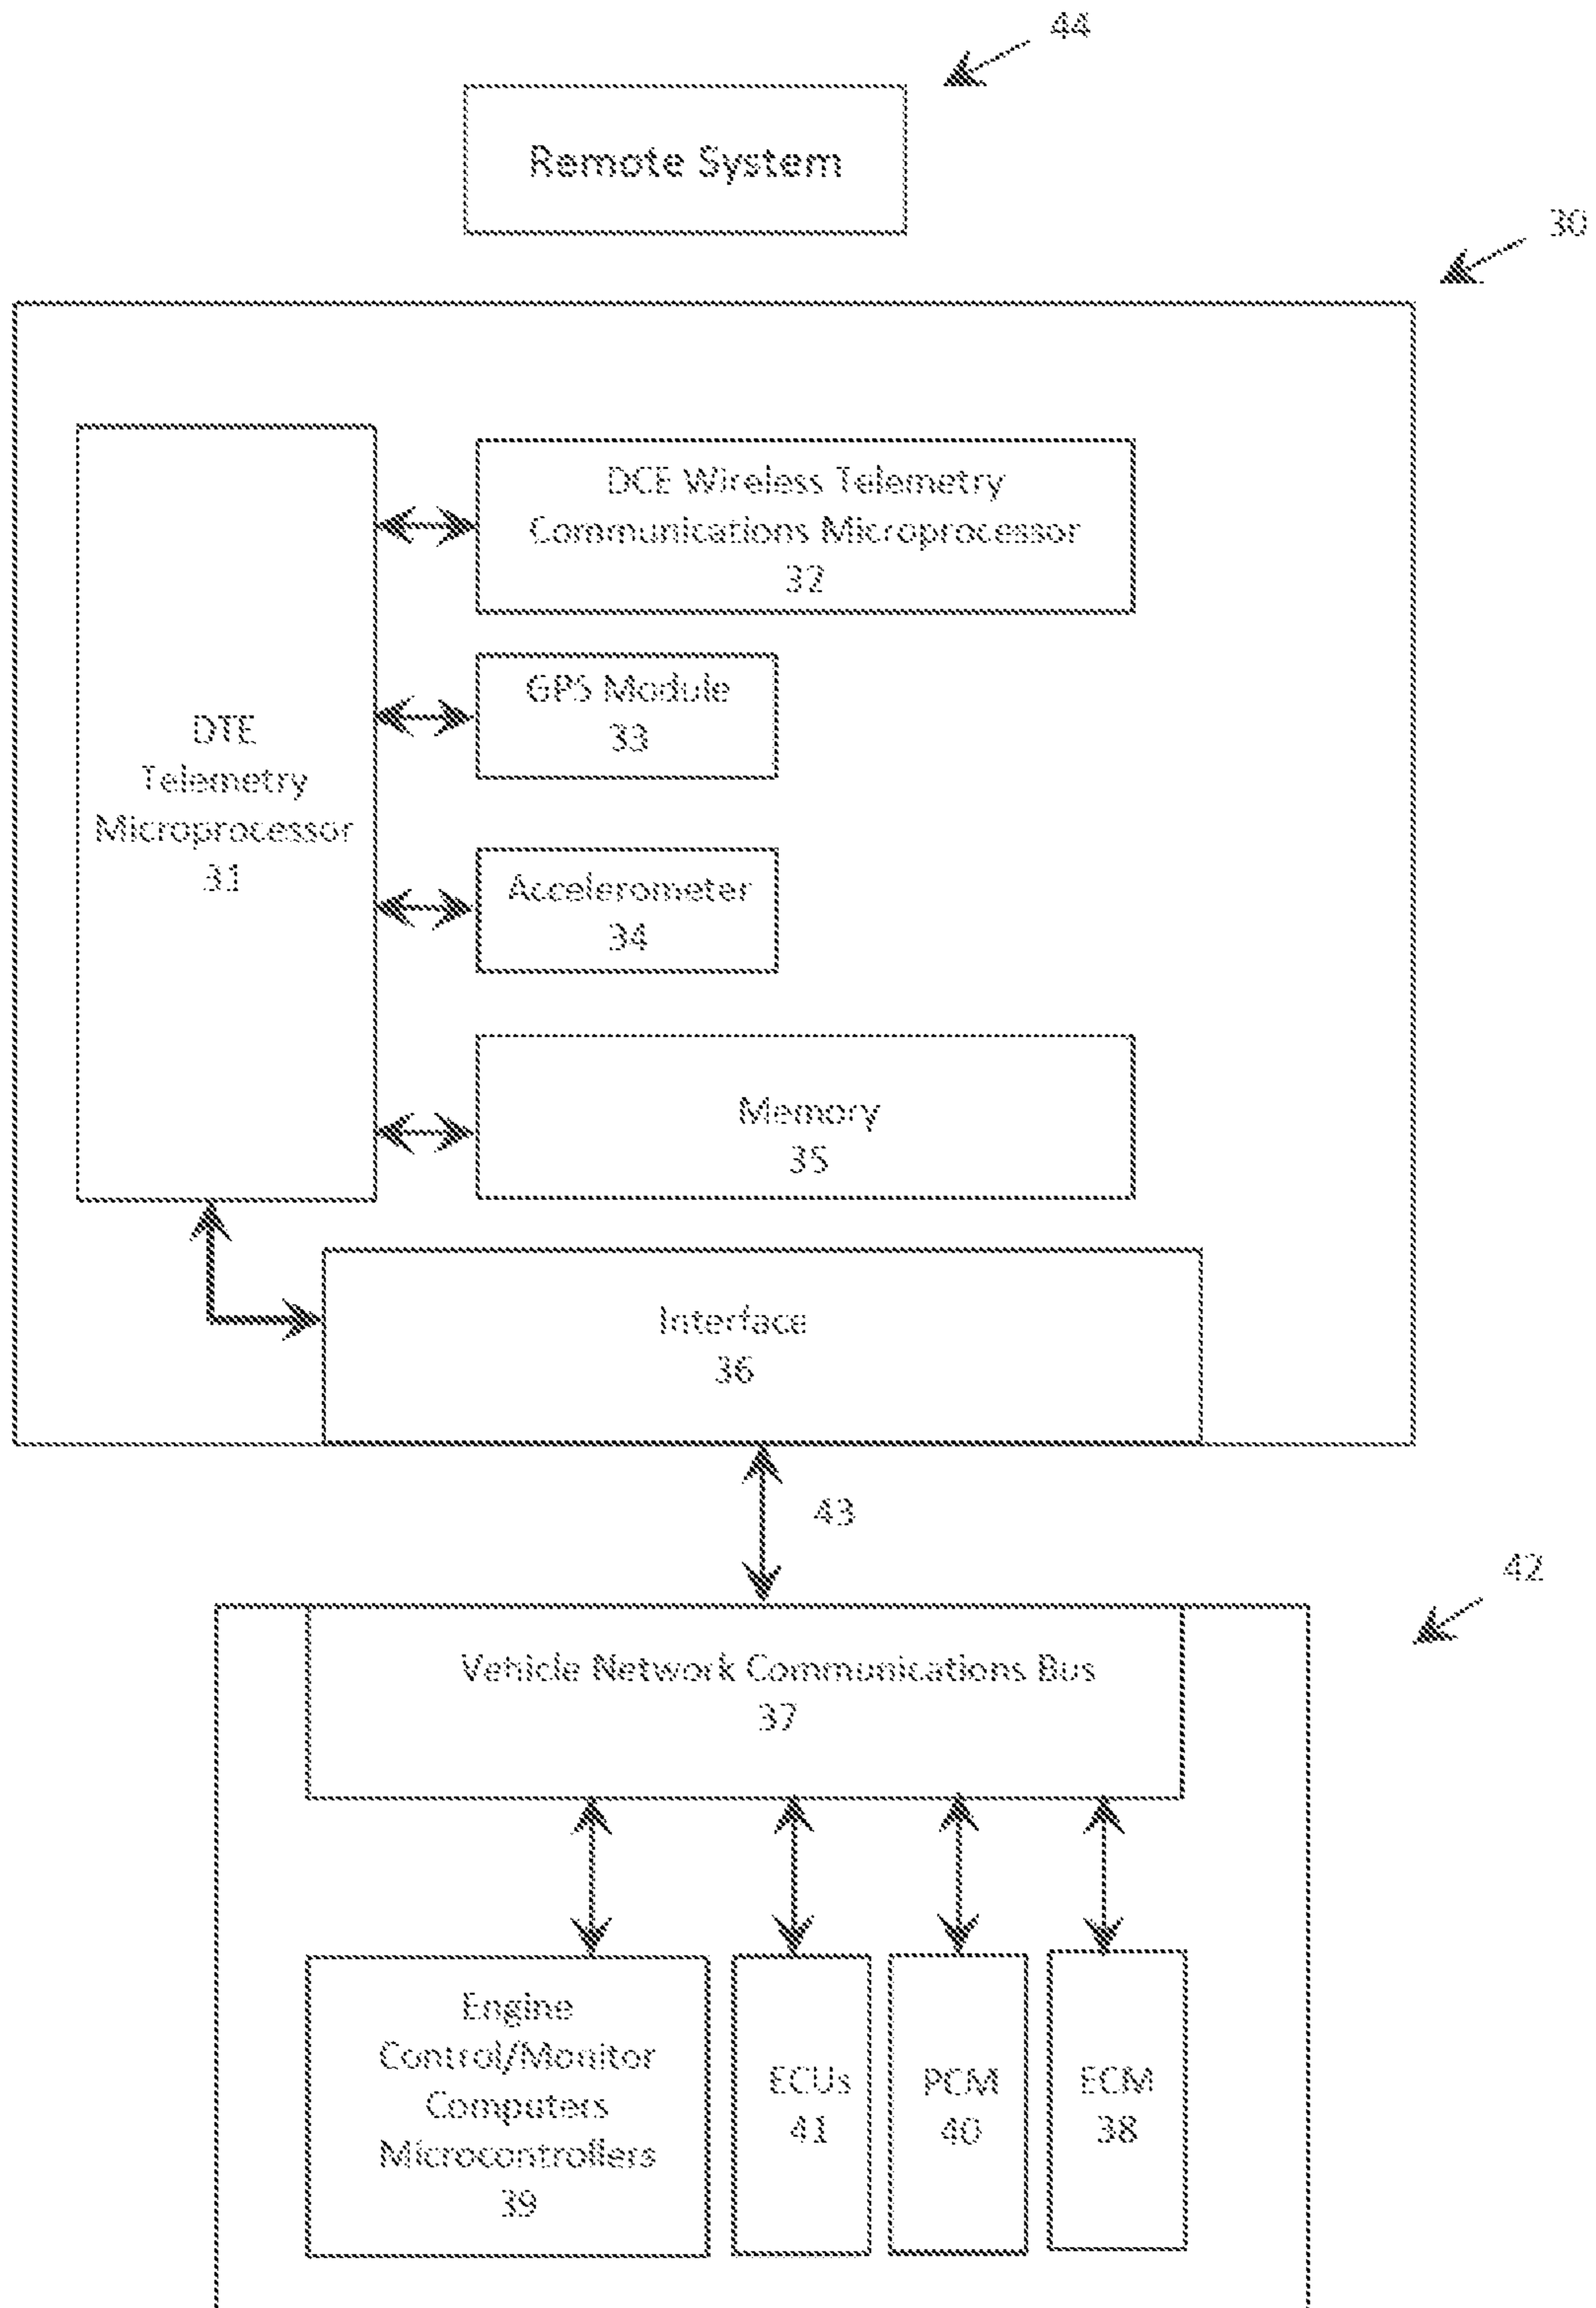 44
Remote System
30
DCE Wireless Telemetry
Communications Microprocessor
32
GPS Module
33
DTE
Telemetry
Microprocessor
31
Accelerometer
34
Memory
35
Interface
36
43
42
Vehicle Network Communications Bus
37
Engine
Control/Monitor
Computers
Microcontrollers
39
ECUs
41
PCM
40
ECM
38